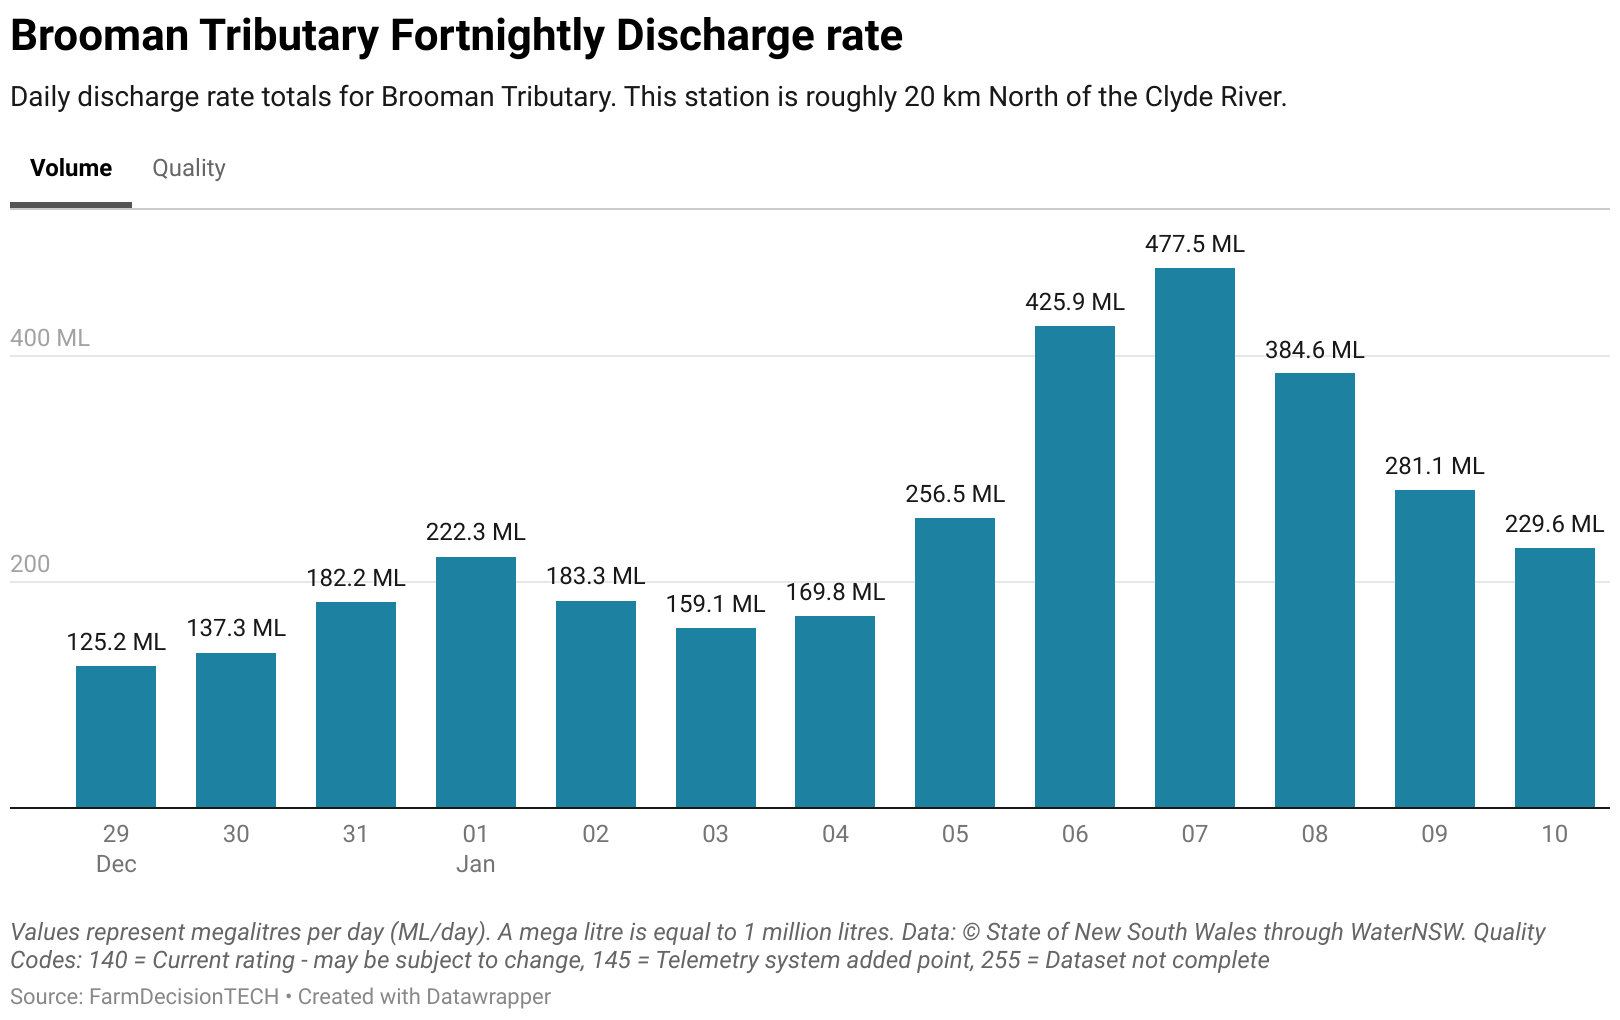 Brooman Tributary Fortnightly Discharge rate
Daily discharge rate totals for Brooman Tributary. This station is roughly 20 km North of the Clyde River.
Volume Quality
477.5 ML
425.9 ML
400 ML
384.6 ML
281.1 ML
256.5 ML
229.6 ML
222.3 ML
200
182.2 ML
183.3 ML
169.8 ML
159.1 ML
137.3 ML
125.2 ML
29 30 31 01 02 03 04 05 06 07 08 09 10
Dec Jan
Values represent megalitres per day (ML/day). A mega litre is equal to 1 million litres. Data: © State of New South Wales through WaterNSW. Quality
Codes: 140 = Current rating - may be subject to change, 145 = Telemetry system added point, 255 = Dataset not complete
Source: FarmDecisionTECH • Created with Datawrapper